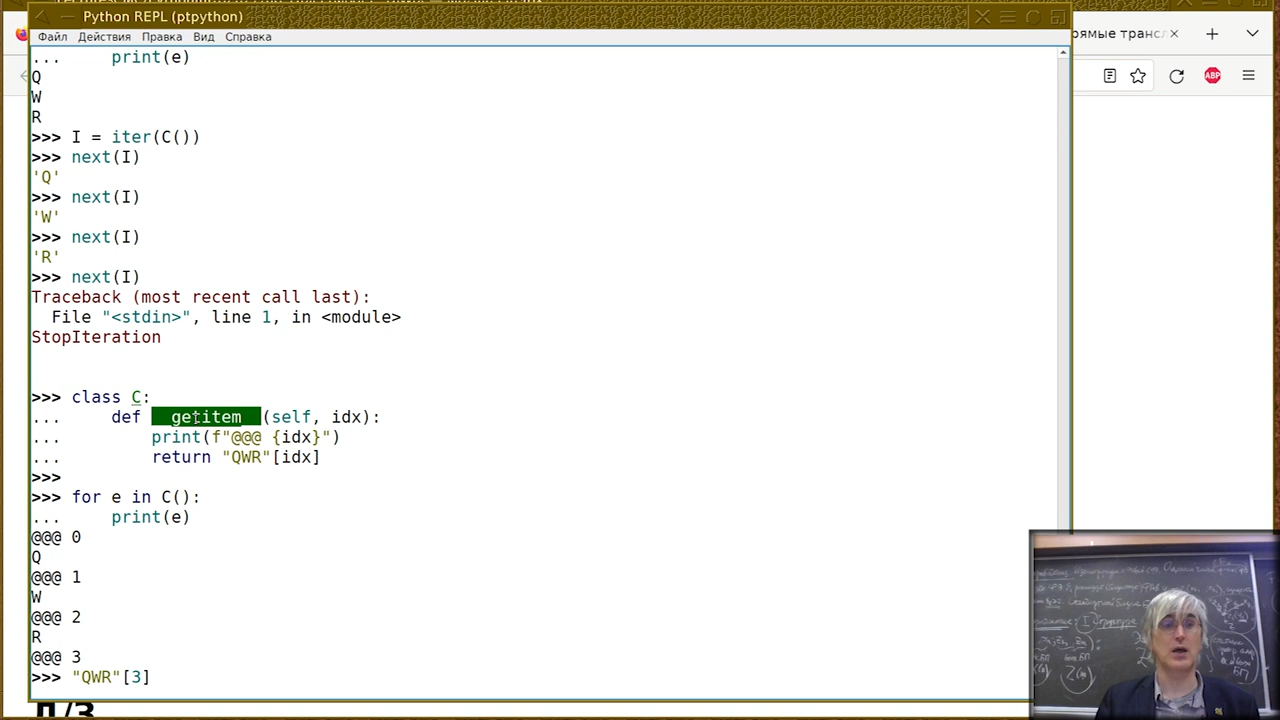 Python REPL (ptpython)
Файл Действия Правка Вид Справка
рямые трансл
ABP
...     print(e)
Q
W
R
>>> I = iter(C())
>>> next(I)
'Q'
>>> next(I)
'W'
>>> next(I)
'R'
>>> next(I)
Traceback (most recent call last):
  File "<stdin>", line 1, in <module>
StopIteration
>>> class C:
...     def __getitem__(self, idx):
...         print(f"@@@ {idx}")
...         return "QWR"[idx]
>>>
>>> for e in C():
...     print(e)
@@@ 0
Q
@@@ 1
W
@@@ 2
R
@@@ 3
>>> "QWR"[3]